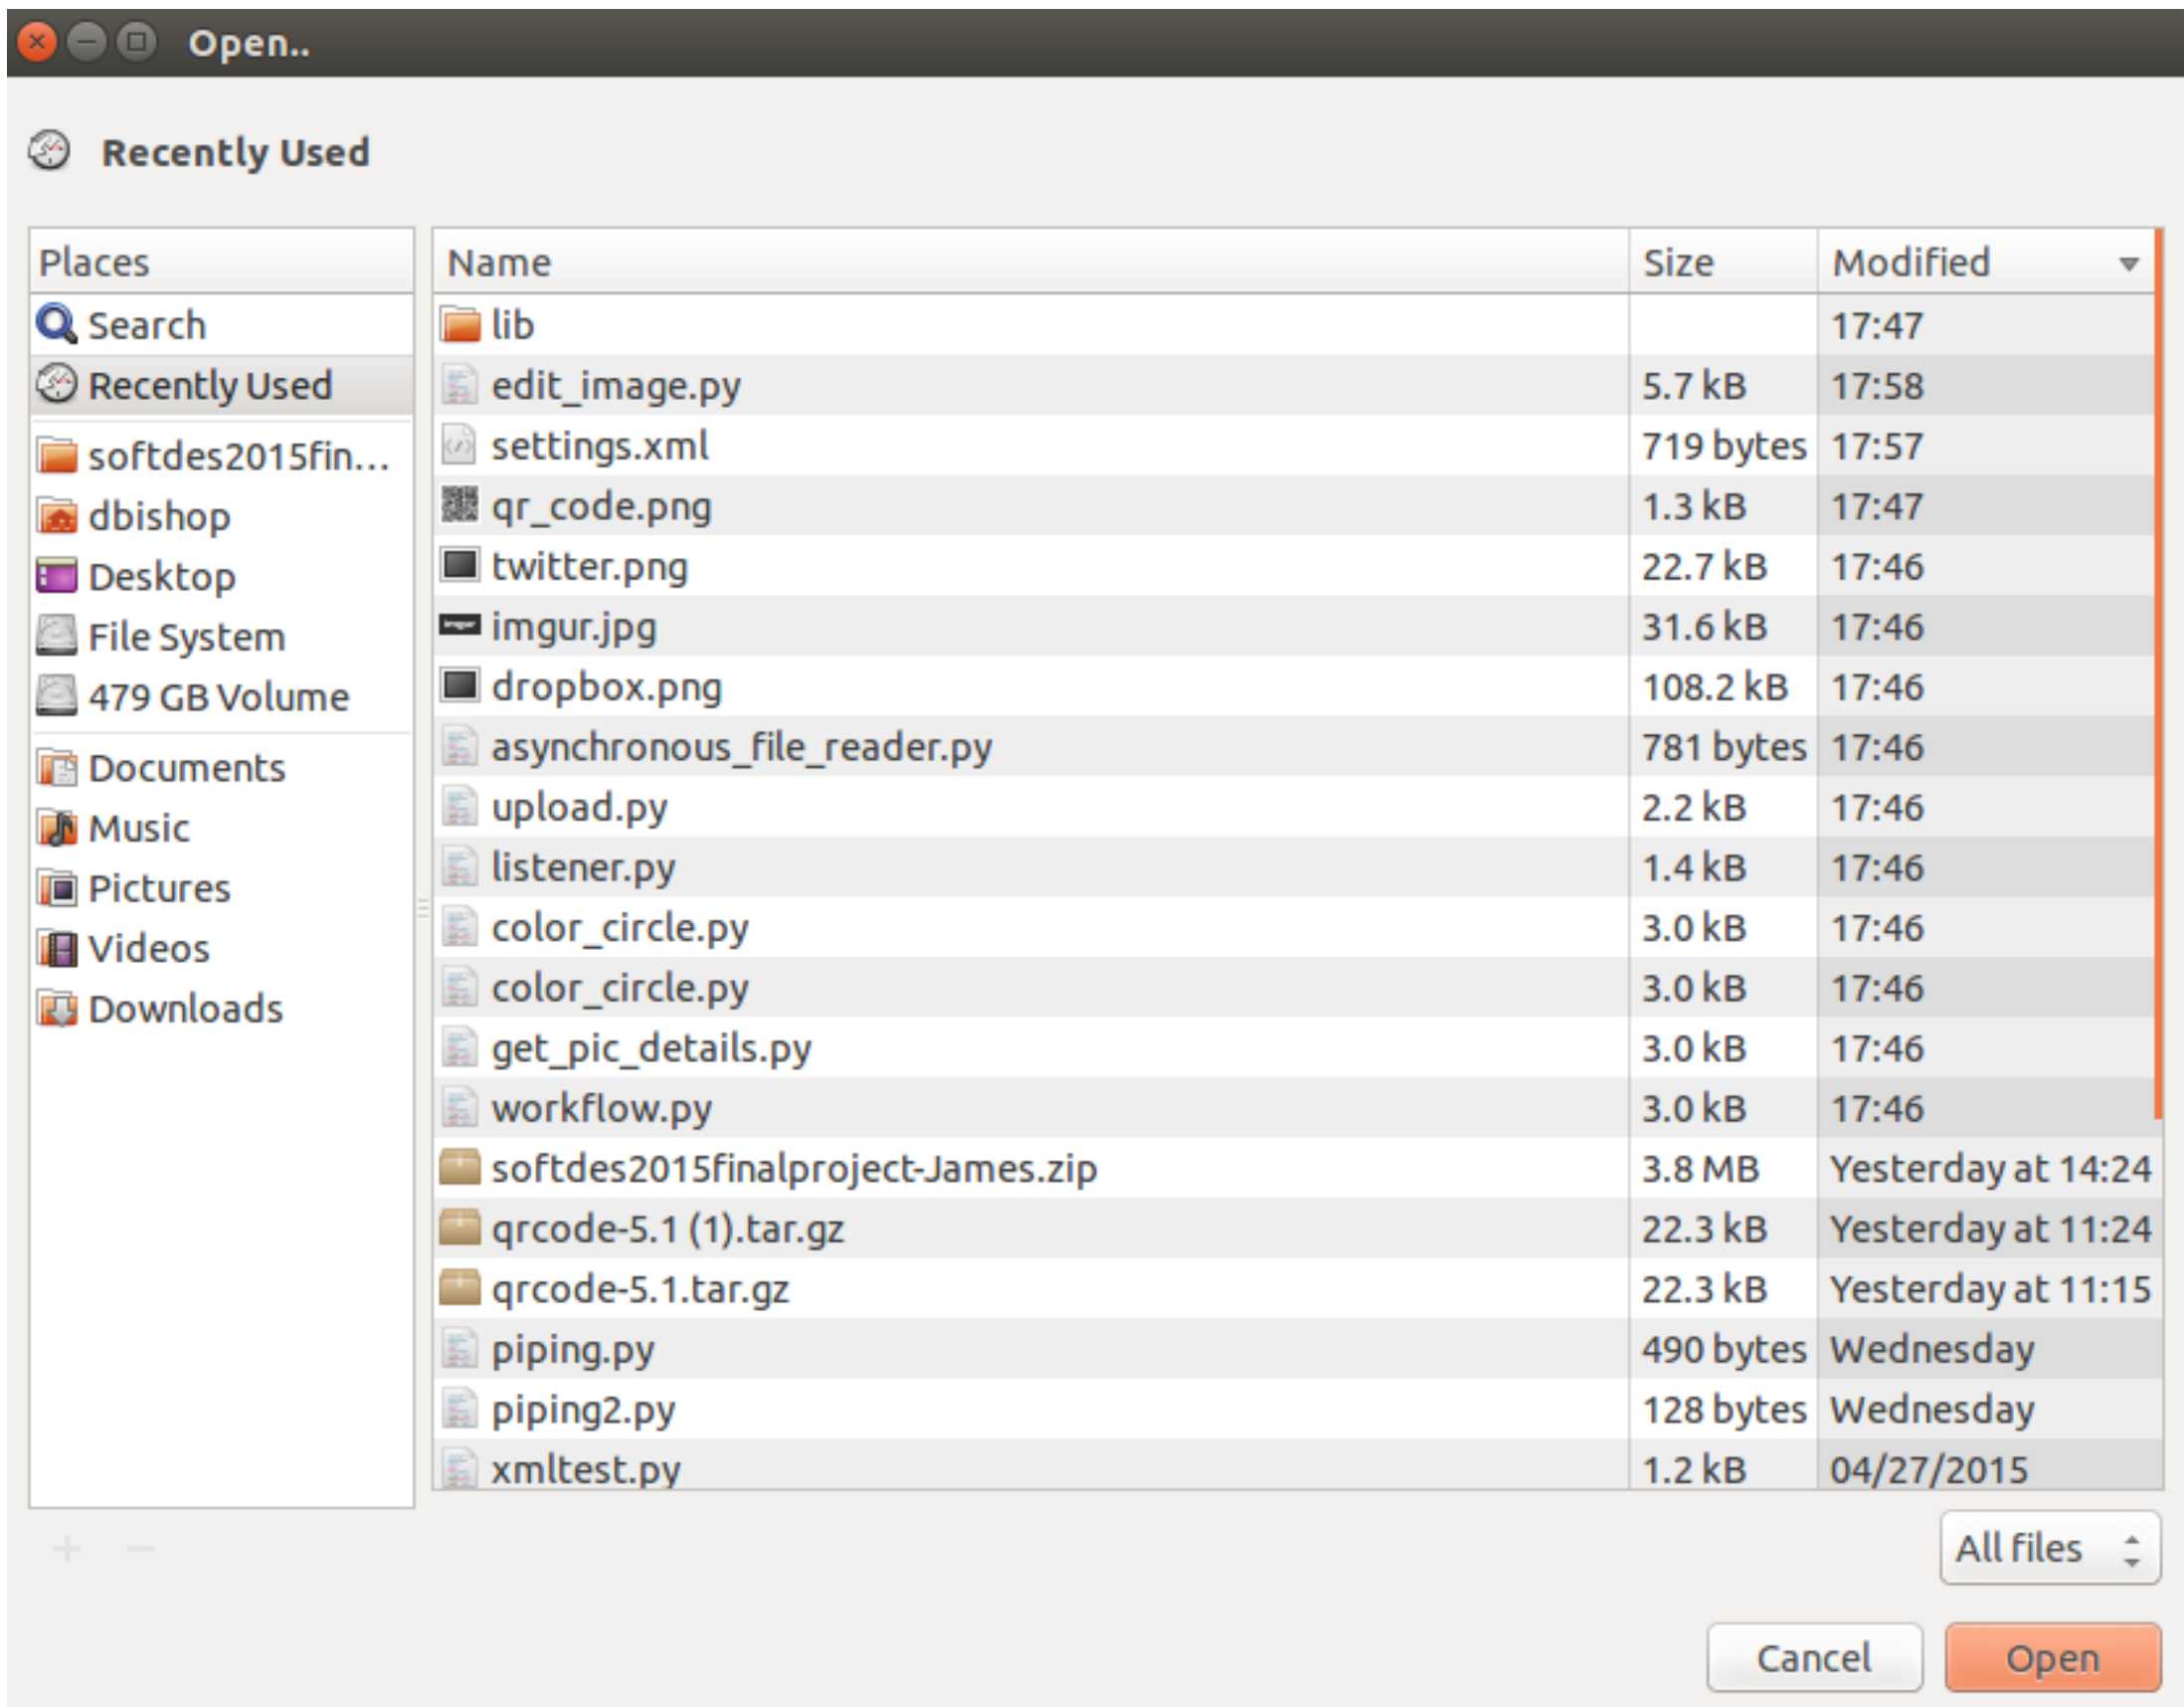 Open..
Recently Used
Places
Search
Recently Used
softdes2015fin...
dbishop
Desktop
File System
479 GB Volume
Documents
Music
Pictures
Videos
Downloads
Name Size Modified
lib 17:47
edit_image.py 5.7 kB 17:58
settings.xml 719 bytes 17:57
qr_code.png 1.3 kB 17:47
twitter.png 22.7 kB 17:46
imgur.jpg 31.6 kB 17:46
dropbox.png 108.2 kB 17:46
asynchronous_file_reader.py 781 bytes 17:46
upload.py 2.2 kB 17:46
listener.py 1.4 kB 17:46
color_circle.py 3.0 kB 17:46
color_circle.py 3.0 kB 17:46
get_pic_details.py 3.0 kB 17:46
workflow.py 3.0 kB 17:46
softdes2015finalproject-James.zip 3.8 MB Yesterday at 14:24
qrcode-5.1 (1).tar.gz 22.3 kB Yesterday at 11:24
qrcode-5.1.tar.gz 22.3 kB Yesterday at 11:15
piping.py 490 bytes Wednesday
piping2.py 128 bytes Wednesday
xmltest.py 1.2 kB 04/27/2015
All files
Cancel Open